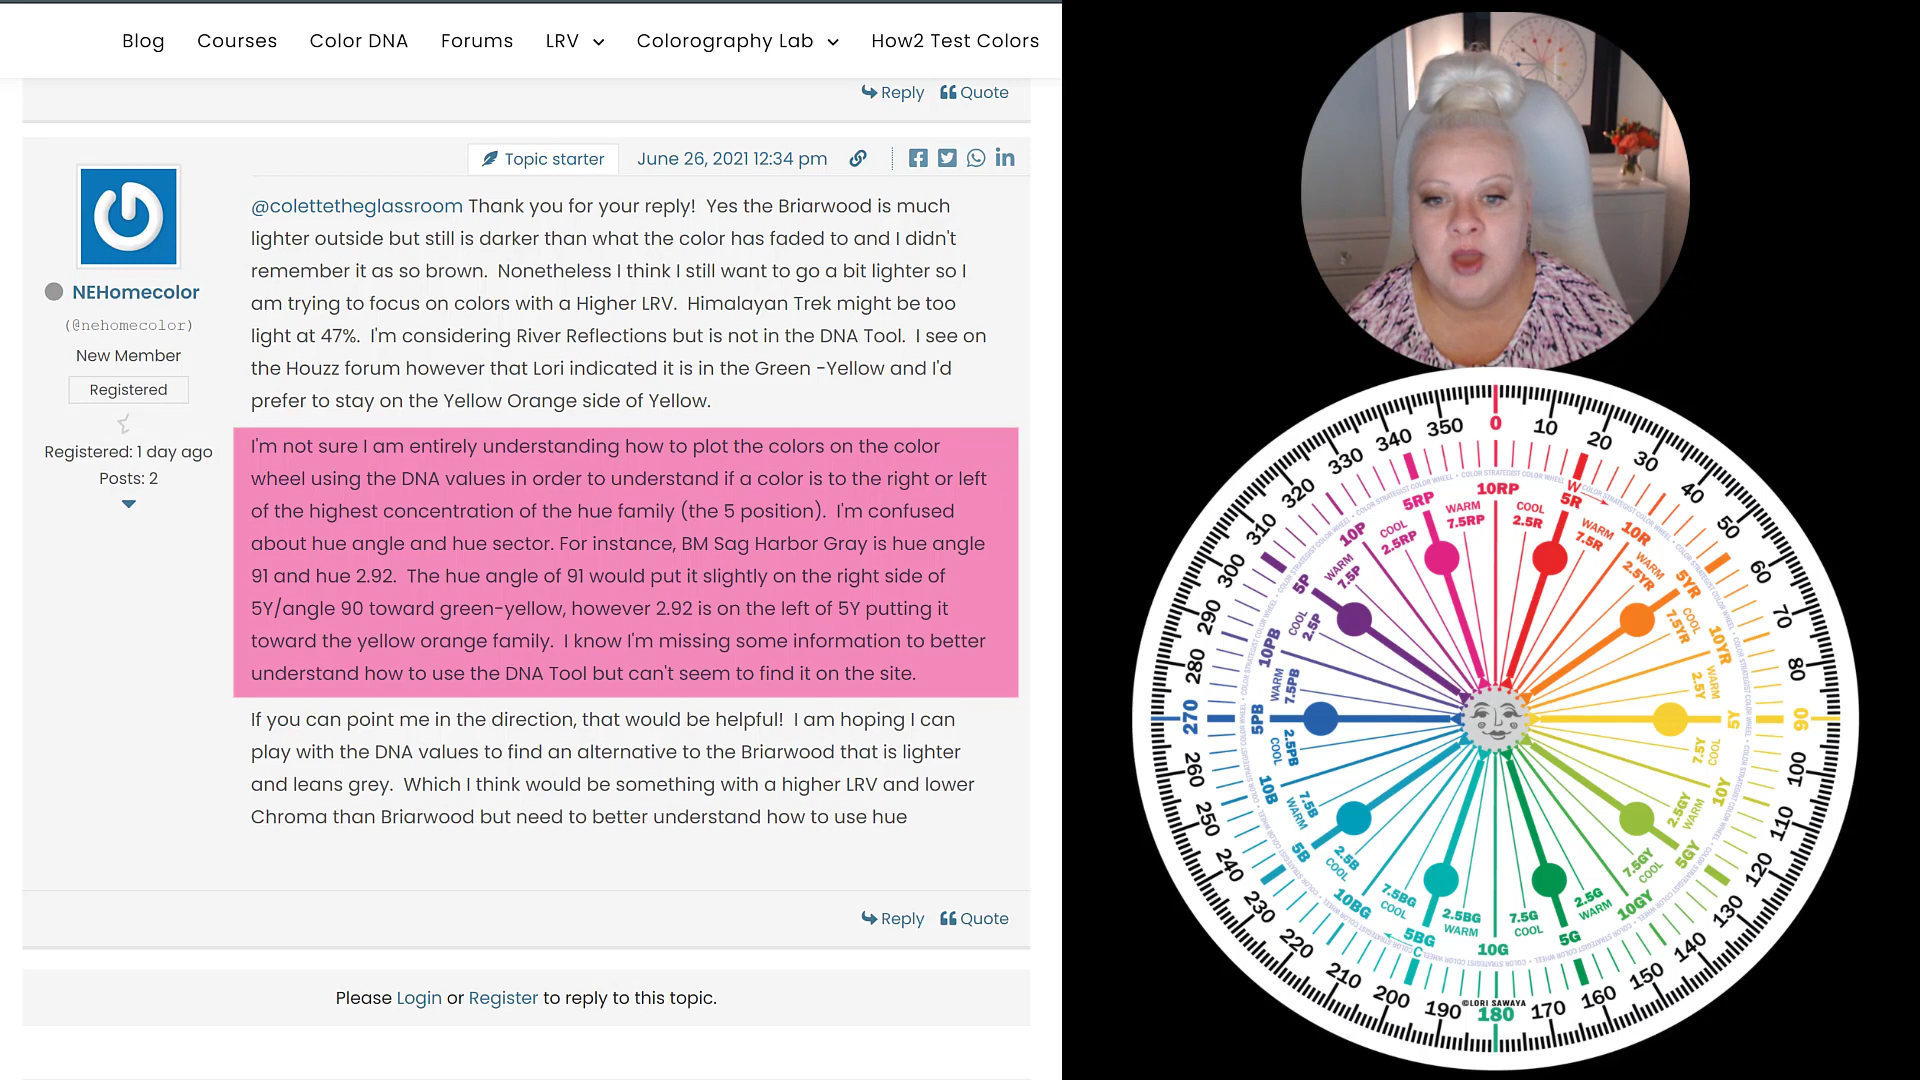 Blog Courses Color DNA Forums LRV Colorography Lab How2 Test Colors
Reply Quote
Topic starter June 26, 2021 12:34 pm
NEHomecolor
(@nehomecolor)
New Member
Registered
Registered: 1 day ago
Posts: 2
@colettetheglassroom Thank you for your reply! Yes the Briarwood is much
lighter outside but still is darker than what the color has faded to and I didn't
remember it as so brown. Nonetheless I think I still want to go a bit lighter so I
am trying to focus on colors with a Higher LRV. Himalayan Trek might be too
light at 47%. I'm considering River Reflections but is not in the DNA Tool. I see on
the Houzz forum however that Lori indicated it is in the Green -Yellow and I'd
prefer to stay on the Yellow Orange side of Yellow.
I'm not sure I am entirely understanding how to plot the colors on the color
wheel using the DNA values in order to understand if a color is to the right or left
of the highest concentration of the hue family (the 5 position). I'm confused
about hue angle and hue sector. For instance, BM Sag Harbor Gray is hue angle
91 and hue 2.92. The hue angle of 91 would put it slightly on the right side of
5Y/angle 90 toward green-yellow, however 2.92 is on the left of 5Y putting it
toward the yellow orange family. I know I'm missing some information to better
understand how to use the DNA Tool but can't seem to find it on the site.
If you can point me in the direction, that would be helpful! I am hoping I can
play with the DNA values to find an alternative to the Briarwood that is lighter
and leans grey. Which I think would be something with a higher LRV and lower
Chroma than Briarwood but need to better understand how to use hue
Reply Quote
Please Login or Register to reply to this topic.
0
10
20
30
40
50
60
70
80
90
100
110
120
130
140
150
160
170
180
190
200
210
220
230
240
250
260
270
280
290
300
310
320
330
340
350
10RP
COOL
2.5R
W
5R
WARM
7.5R
10R
WARM
2.5YR
5YR
COOL
7.5YR
10YR
WARM
2.5Y
5Y
COOL
7.5Y
10Y
WARM
2.5GY
5GY
COOL
7.5GY
10GY
WARM
2.5G
5G
COOL
7.5G
10G
WARM
2.5BG
C
5BG
COOL
7.5BG
10BG
COOL
2.5B
5B
WARM
7.5B
10B
COOL
2.5PB
5PB
WARM
7.5PB
10PB
COOL
2.5P
5P
WARM
7.5P
10P
COOL
2.5RP
5RP
WARM
7.5RP
COLOR STRATEGIST COLOR WHEEL
©LORI SAWAYA